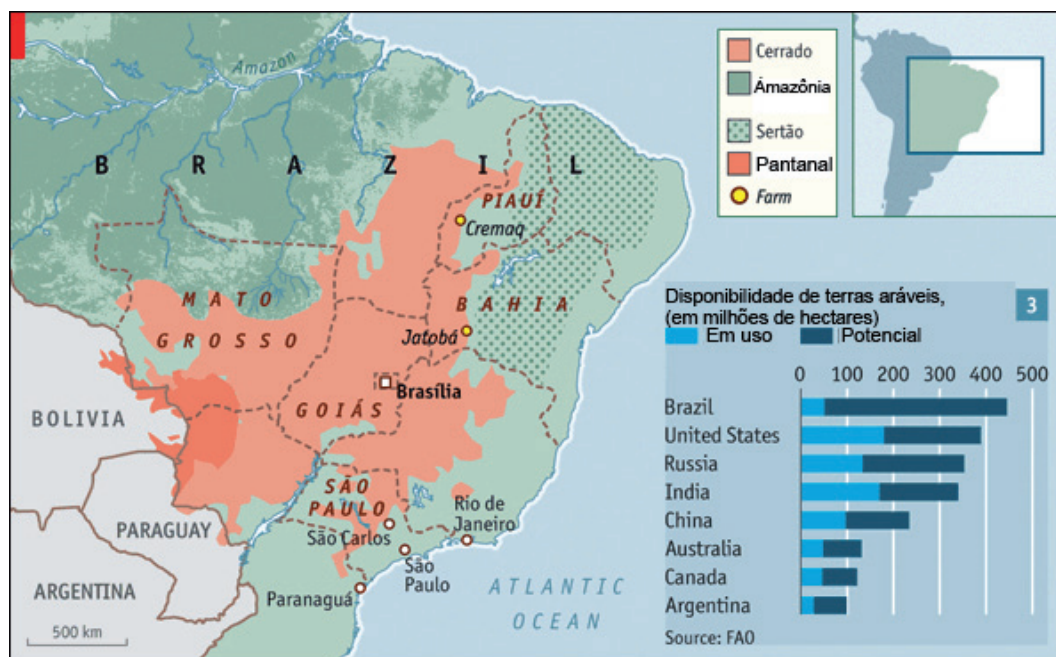 Amazon
B R A Z I L
PIAUÍ
Cremaq
MATO
GROSSO
BAHIA
Jatobá
Brasília
GOIÁS
BOLIVIA
SÃO
PAULO
Rio de
Janeiro
PARAGUAY
São Carlos
São
Paulo
ARGENTINA
Paranaguá
ATLANTIC
OCEAN
500 km
Cerrado
Amazônia
Sertão
Pantanal
Farm
Disponibilidade de terras aráveis,
(em milhões de hectares)
3
Em uso Potencial
0 100 200 300 400 500
Brazil
United States
Russia
India
China
Australia
Canada
Argentina
Source: FAO